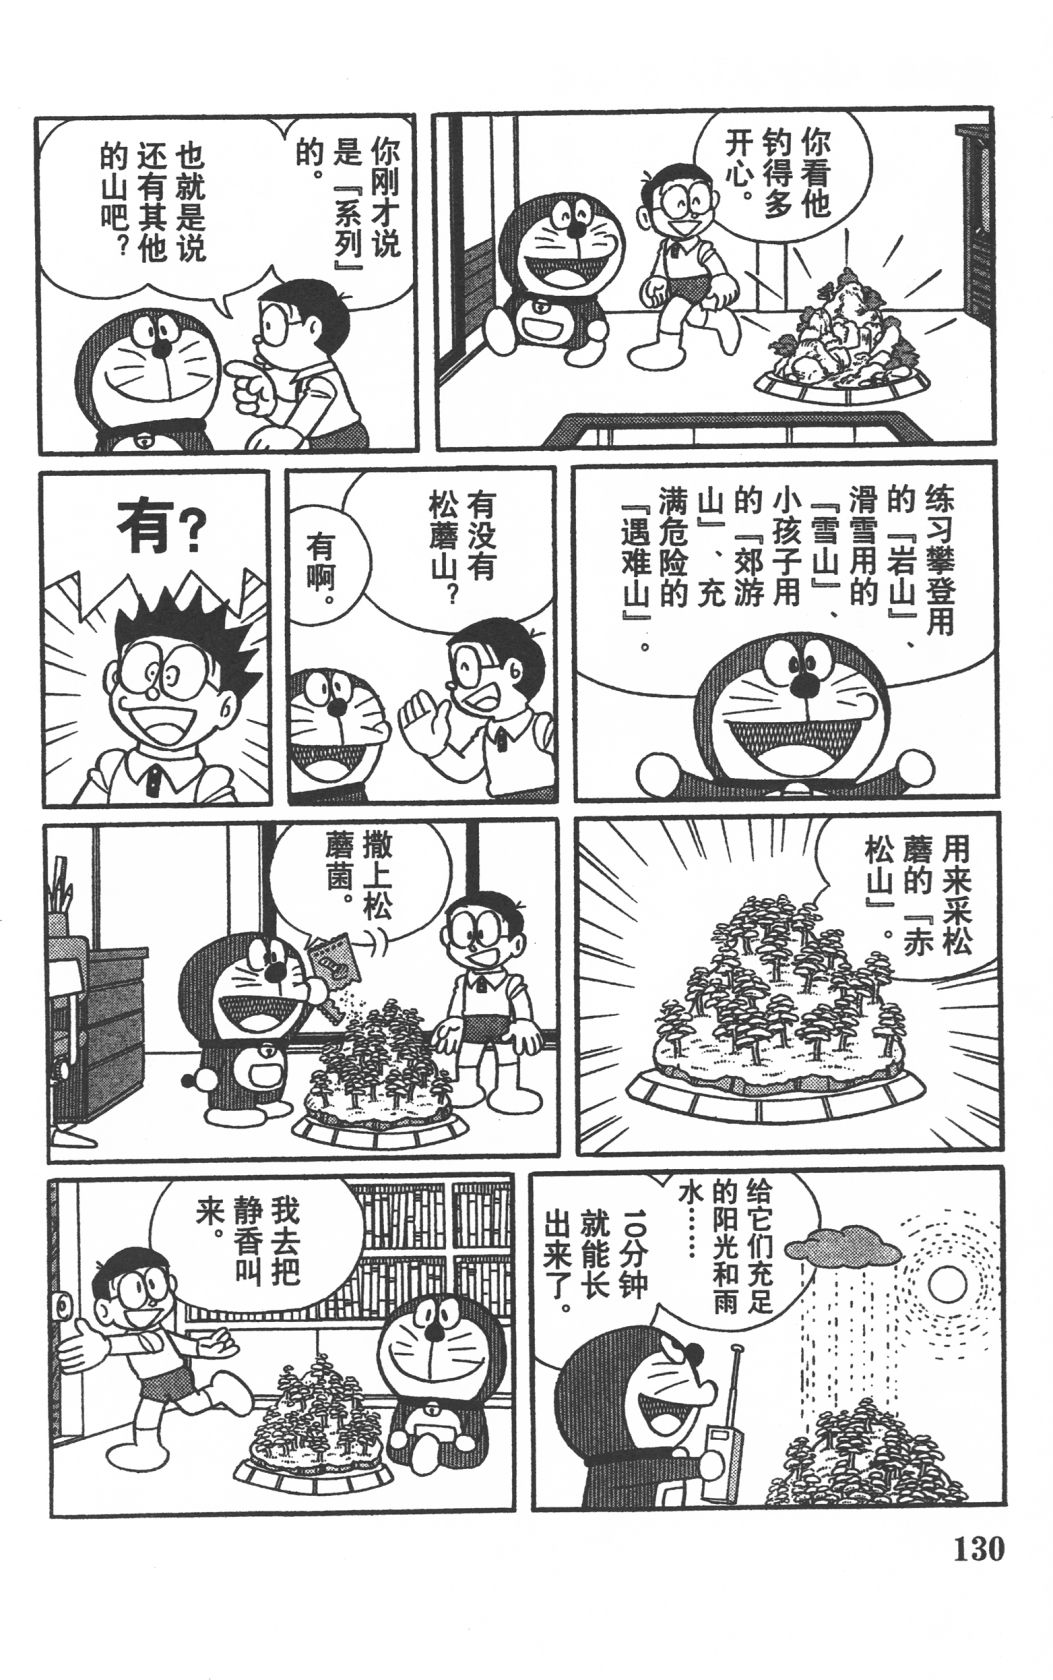 你看他
钓得多
开心。
你刚才说
是『系列』
的。
也就是说
还有其他
的山吧？
练习攀登用
的『岩山』、
滑雪用的
『雪山』、
小孩子用
的『郊游
山』、充
满危险的
『遇难山』。
有没有
松蘑山？
有啊。
有？
用来采松
蘑的『赤
松山』。
撒上松
蘑菌。
给它们充足
的阳光和雨
水……
10分钟
就能长
出来了。
我去把
静香叫
来。
130